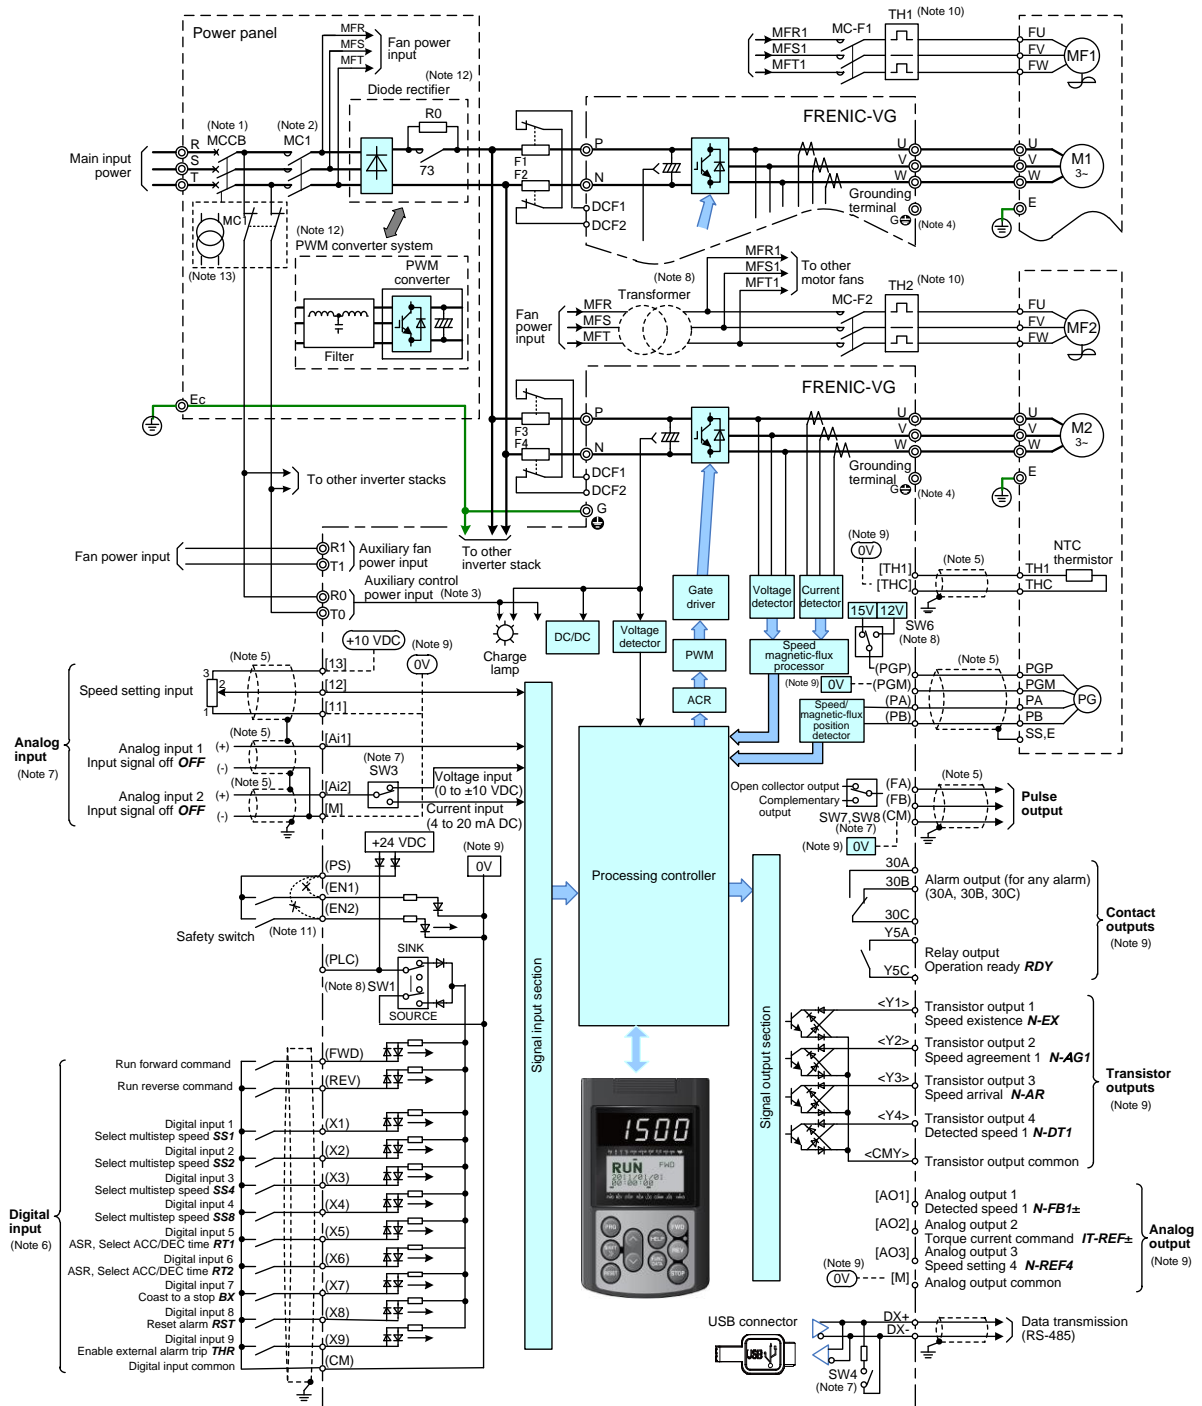 Power panel
MFR
MFS
MFT
Fan power
input
(Note 12)
Diode rectifier
R0
73
(Note 1)
MCCB
(Note 2)
MC1
Main input
power
R
S
T
MC1
(Note 13)
(Note 12)
PWM converter system
PWM
converter
Filter
Ec
TH1 (Note 10)
MC-F1
MFR1
MFS1
MFT1
FU
FV
FW
MF1
FRENIC-VG
F1
F2
P
N
DCF1
DCF2
U
V
W
Grounding
terminal
G
(Note 4)
U
V
W
E
M1
3~
MFR1
MFS1
MFT1
To other
motor fans
(Note 8)
Transformer
Fan
power
input
MFR
MFS
MFT
MC-F2
TH2 (Note 10)
FU
FV
FW
MF2
FRENIC-VG
F3
F4
P
N
DCF1
DCF2
G
U
V
W
Grounding
terminal
G
(Note 4)
U
V
W
E
M2
3~
To other inverter stacks
To other
inverter stack
Fan power input
R1
T1
Auxiliary fan
power input
R0
T0
Auxiliary control
power input (Note 3)
Charge
lamp
DC/DC
Voltage
detector
Gate
driver
PWM
ACR
Voltage
detector
Current
detector
Speed
magnetic-flux
processor
Speed/
magnetic-flux
position
detector
(Note 9)
0V
[TH1]
[THC]
(Note 5)
TH1
THC
NTC
thermistor
15V
12V
SW6
(Note 8)
(PGP)
(Note 9) 0V (PGM)
(PA)
(PB)
(Note 5)
PGP
PGM
PA
PB
SS,E
PG
+10 VDC
(Note 9)
0V
Speed setting input
3
2
1
(Note 5)
[13]
[12]
[11]
Analog
input
(Note 7)
Analog input 1
Input signal off OFF
(+)
(-)
(Note 5)
[Ai1]
Analog input 2
Input signal off OFF
(+)
(-)
(Note 5)
[Ai2]
[M]
(Note 7)
SW3
Voltage input
(0 to ±10 VDC)
Current input
(4 to 20 mA DC)
+24 VDC
(Note 9)
0V
(PS)
(EN1)
(EN2)
Safety switch
(Note 11)
(PLC)
SINK
(Note 8) SW1
SOURCE
Signal input section
Processing controller
Signal output section
Open collector output
Complementary
output
SW7,SW8
(Note 7)
(Note 9) 0V
(FA)
(FB)
(CM)
(Note 5)
Pulse
output
30A
30B
30C
Alarm output (for any alarm)
(30A, 30B, 30C)
Y5A
Y5C
Relay output
Operation ready RDY
Contact
outputs
(Note 9)
<Y1>
Transistor output 1
Speed existence N-EX
<Y2>
Transistor output 2
Speed agreement 1 N-AG1
<Y3>
Transistor output 3
Speed arrival N-AR
<Y4>
Transistor output 4
Detected speed 1 N-DT1
<CMY>
Transistor output common
Transistor
outputs
(Note 9)
[AO1]
Analog output 1
Detected speed 1 N-FB1±
[AO2]
Analog output 2
Torque current command IT-REF±
[AO3]
Analog output 3
Speed setting 4 N-REF4
(Note 9)
0V
[M]
Analog output common
Analog
output
(Note 9)
Digital
input
(Note 6)
Run forward command
(FWD)
Run reverse command
(REV)
Digital input 1
Select multistep speed SS1
(X1)
Digital input 2
Select multistep speed SS2
(X2)
Digital input 3
Select multistep speed SS4
(X3)
Digital input 4
Select multistep speed SS8
(X4)
Digital input 5
ASR, Select ACC/DEC time RT1
(X5)
Digital input 6
ASR, Select ACC/DEC time RT2
(X6)
Digital input 7
Coast to a stop BX
(X7)
Digital input 8
Reset alarm RST
(X8)
Digital input 9
Enable external alarm trip THR
(X9)
Digital input common
(CM)
1500
RUN FWD
00:00:00
PRG
FWD
SHIFT
HELP
REV
RESET
STOP
USB connector
USB
DX+
DX-
SW4
(Note 7)
Data transmission
(RS-485)